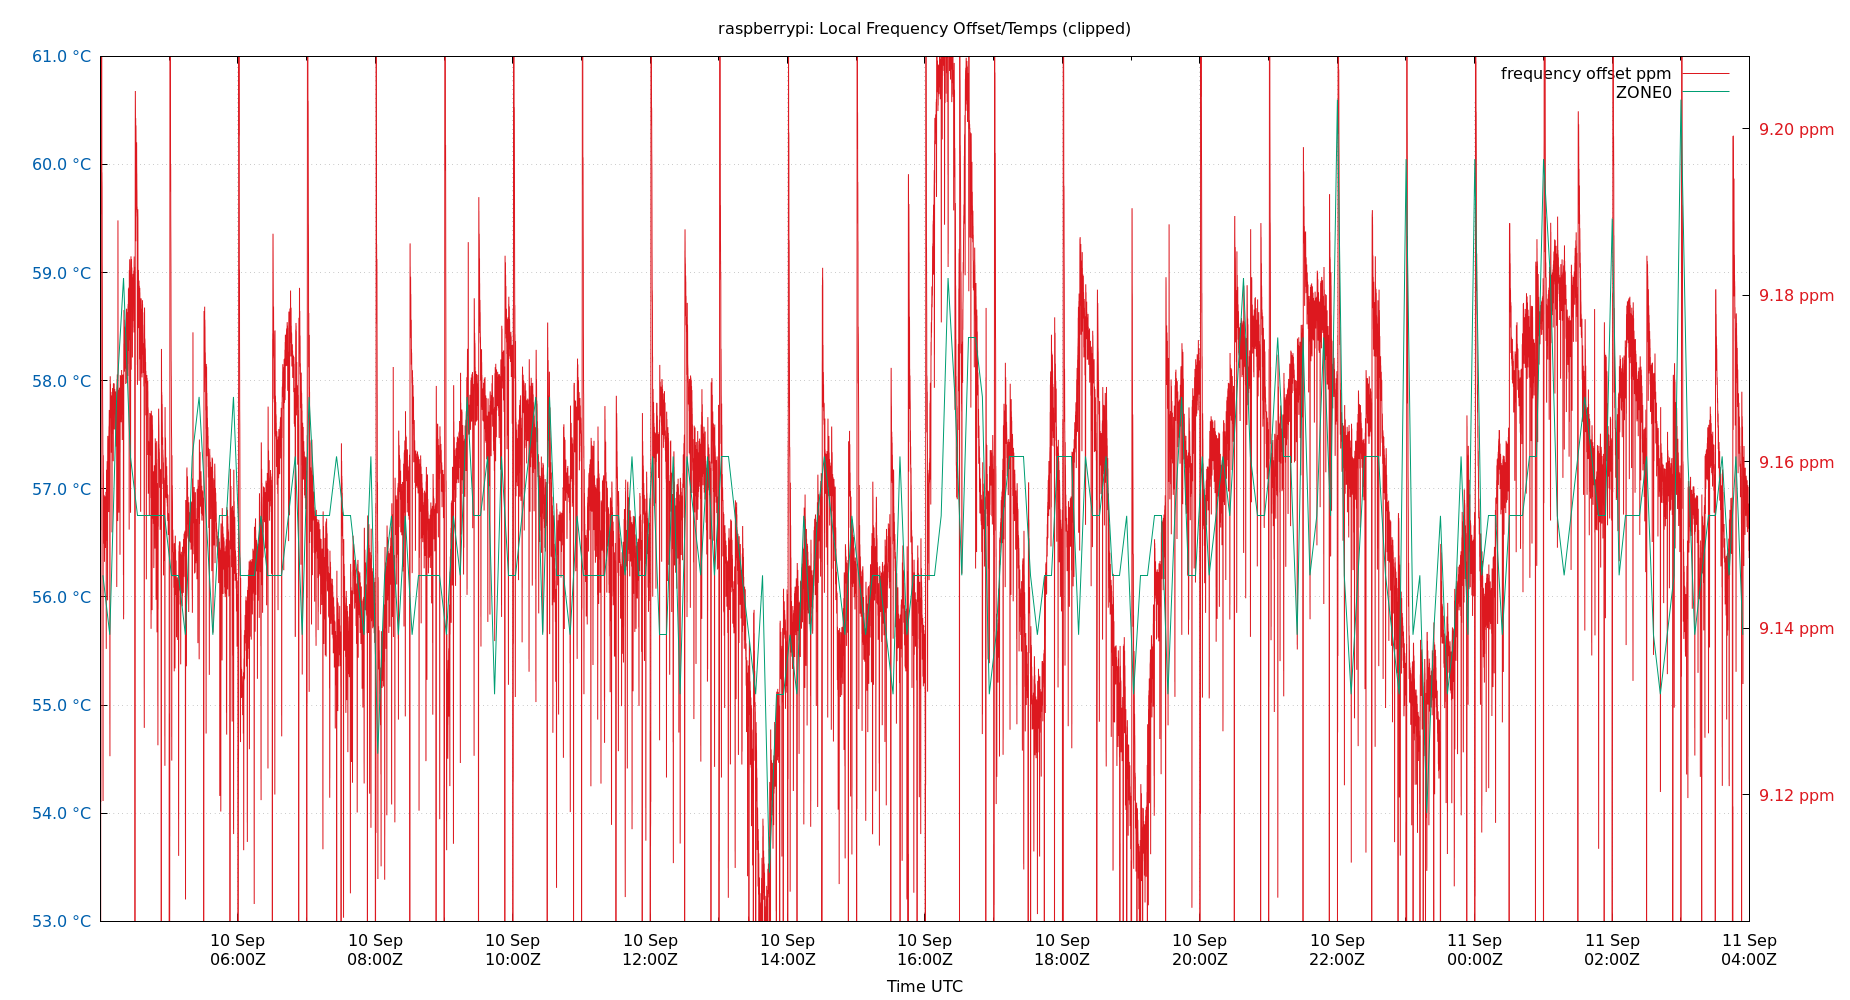 raspberrypi: Local Frequency Offset/Temps (clipped)
61.0 °C
60.0 °C
59.0 °C
58.0 °C
57.0 °C
56.0 °C
55.0 °C
54.0 °C
53.0 °C
frequency offset ppm
ZONE0
9.20 ppm
9.18 ppm
9.16 ppm
9.14 ppm
9.12 ppm
10 Sep 10 Sep 10 Sep 10 Sep 10 Sep 10 Sep 10 Sep 10 Sep 10 Sep 11 Sep 11 Sep 11 Sep
06:00Z 08:00Z 10:00Z 12:00Z 14:00Z 16:00Z 18:00Z 20:00Z 22:00Z 00:00Z 02:00Z 04:00Z
Time UTC